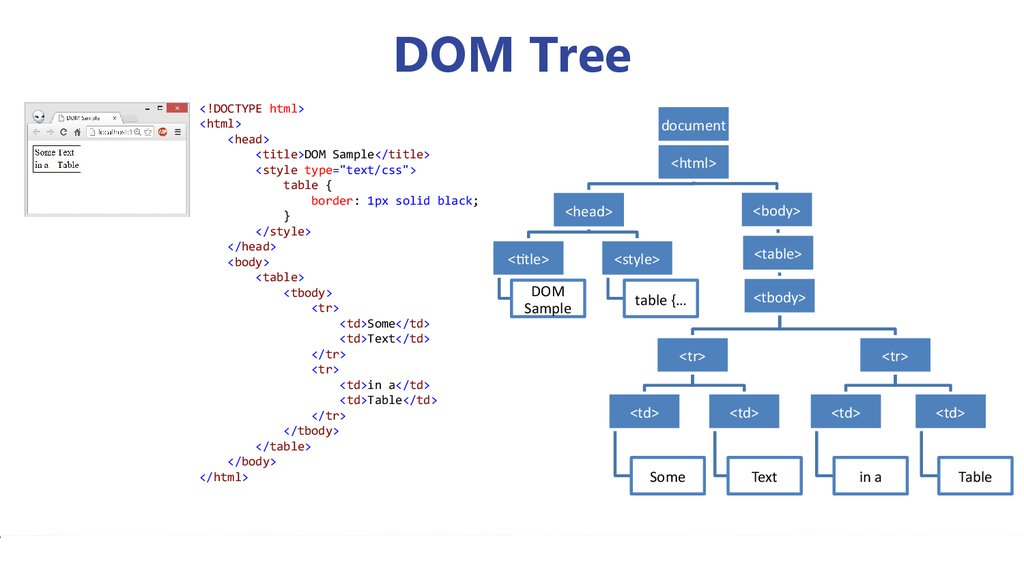 DOM Tree
DOM Sample
localhost:1
Some Text
in a Table
<!DOCTYPE html>
<html>
<head>
<title>DOM Sample</title>
<style type="text/css">
table {
border: 1px solid black;
}
</style>
</head>
<body>
<table>
<tbody>
<tr>
<td>Some</td>
<td>Text</td>
</tr>
<tr>
<td>in a</td>
<td>Table</td>
</tr>
</tbody>
</table>
</body>
</html>
document
<html>
<head>
<body>
<title>
<style>
<table>
DOM
Sample
table {...
<tbody>
<tr>
<tr>
<td>
<td>
<td>
<td>
Some
Text
in a
Table